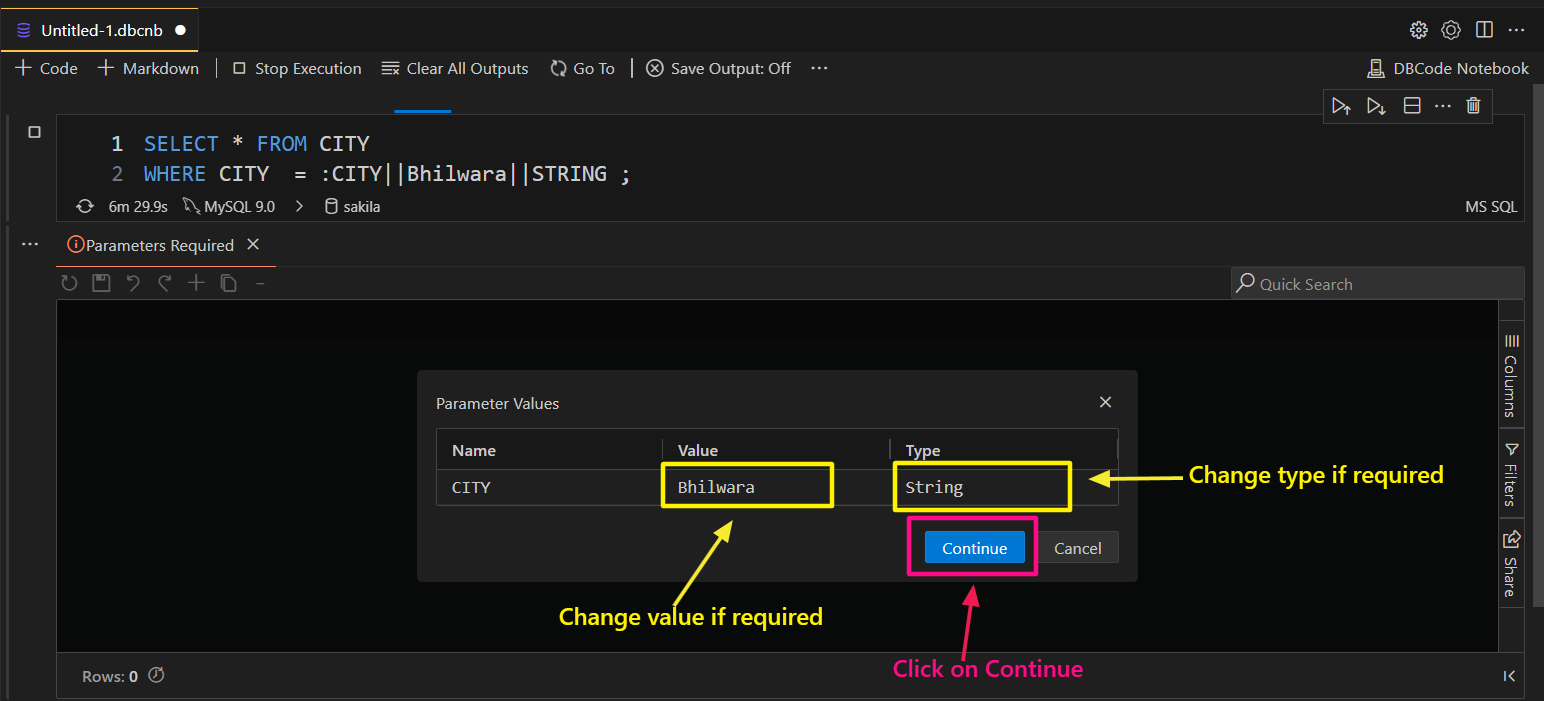 Untitled-1.dbcnb
Code Markdown Stop Execution Clear All Outputs Go To Save Output: Off ... DBCode Notebook
1 SELECT * FROM CITY
2 WHERE CITY = :CITY||Bhilwara||STRING ;
6m 29.9s MySQL 9.0 > sakila MS SQL
Parameters Required
Quick Search
Columns
Filters
Share
Parameter Values
Name Value Type
CITY Bhilwara String
Change type if required
Continue Cancel
Change value if required
Click on Continue
Rows: 0